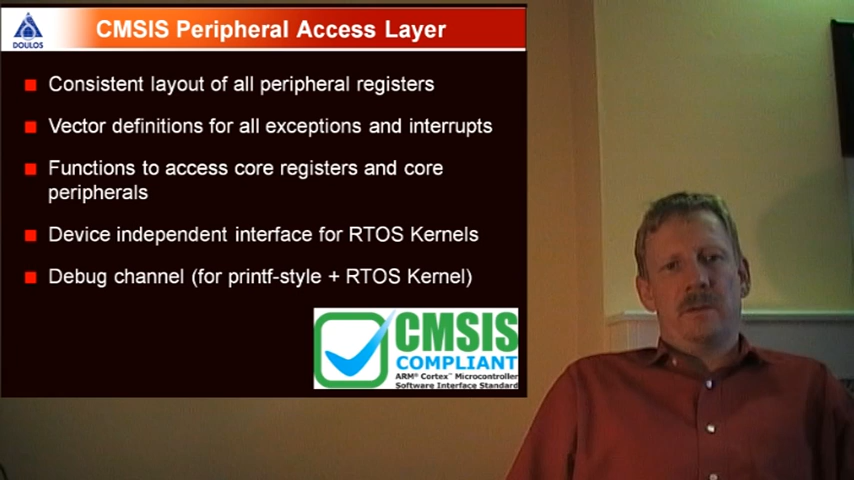 DOULOS
CMSIS Peripheral Access Layer
Consistent layout of all peripheral registers
Vector definitions for all exceptions and interrupts
Functions to access core registers and core
peripherals
Device independent interface for RTOS Kernels
Debug channel (for printf-style + RTOS Kernel)
CMSIS
COMPLIANT
ARM® Cortex™ Microcontroller
Software Interface Standard